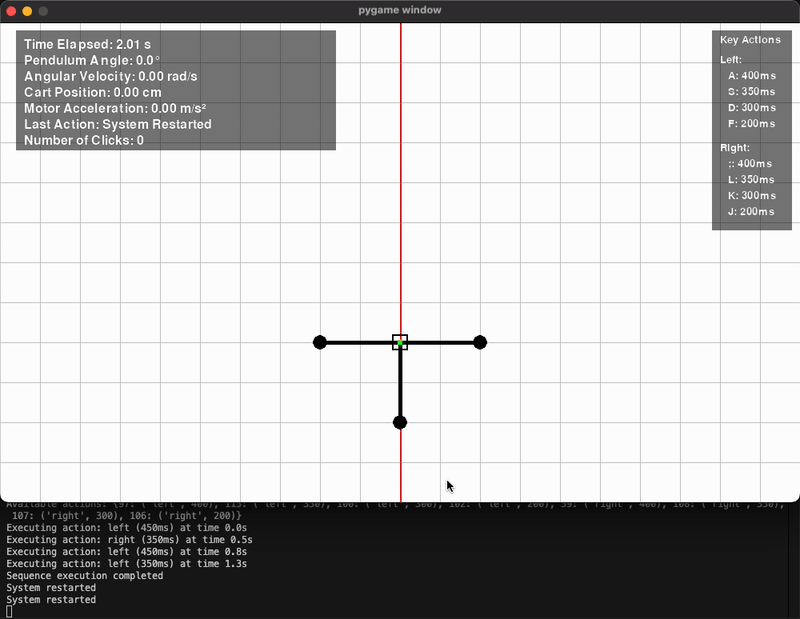 pygame window
Time Elapsed: 2.01 s
Pendulum Angle: 0.0°
Angular Velocity: 0.00 rad/s
Cart Position: 0.00 cm
Motor Acceleration: 0.00 m/s²
Last Action: System Restarted
Number of Clicks: 0
Key Actions
Left:
A: 400ms
S: 350ms
D: 300ms
F: 200ms
Right:
:: 400ms
L: 350ms
K: 300ms
J: 200ms
Available actions: {97: ('left', 400), 115: ('left', 350), 100: ('left', 300), 102: ('left', 200), 59: ('right', 400), 108: ('right', 350),
107: ('right', 300), 106: ('right', 200)}
Executing action: left (450ms) at time 0.0s
Executing action: right (350ms) at time 0.5s
Executing action: left (450ms) at time 0.8s
Executing action: left (350ms) at time 1.3s
Sequence execution completed
System restarted
System restarted